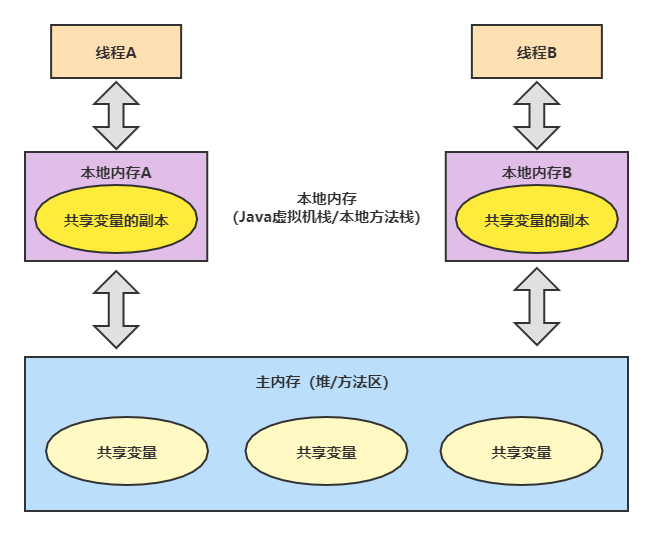 线程A
线程B
本地内存A
共享变量的副本
本地内存
(Java虚拟机栈/本地方法栈)
本地内存B
共享变量的副本
主内存（堆/方法区）
共享变量
共享变量
共享变量